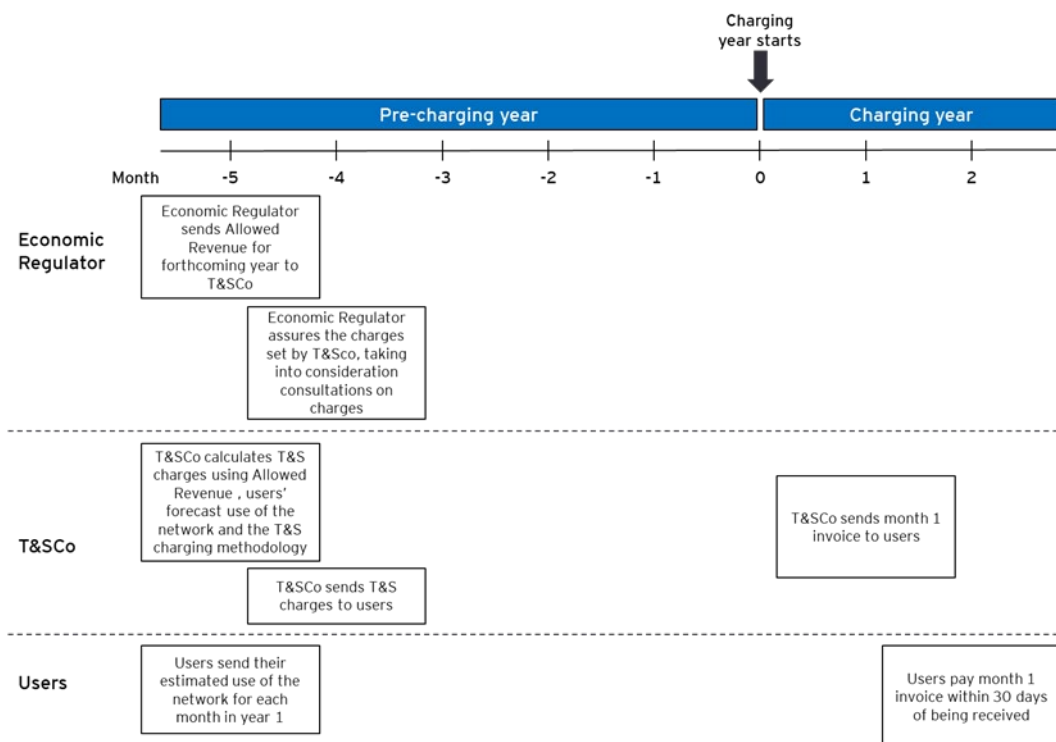 Charging
year starts
Pre-charging year
Charging year
Month -5 -4 -3 -2 -1 0 1 2
Economic
Regulator
Economic Regulator
sends Allowed
Revenue for
forthcoming year to
T&SCo
Economic Regulator
assures the charges
set by T&Sco, taking
into consideration
consultations on
charges
T&SCo
T&SCo calculates T&S
charges using Allowed
Revenue , users'
forecast use of the
network and the T&S
charging methodology
T&SCo sends T&S
charges to users
T&SCo sends month 1
invoice to users
Users
Users send their
estimated use of the
network for each
month in year 1
Users pay month 1
invoice within 30 days
of being received